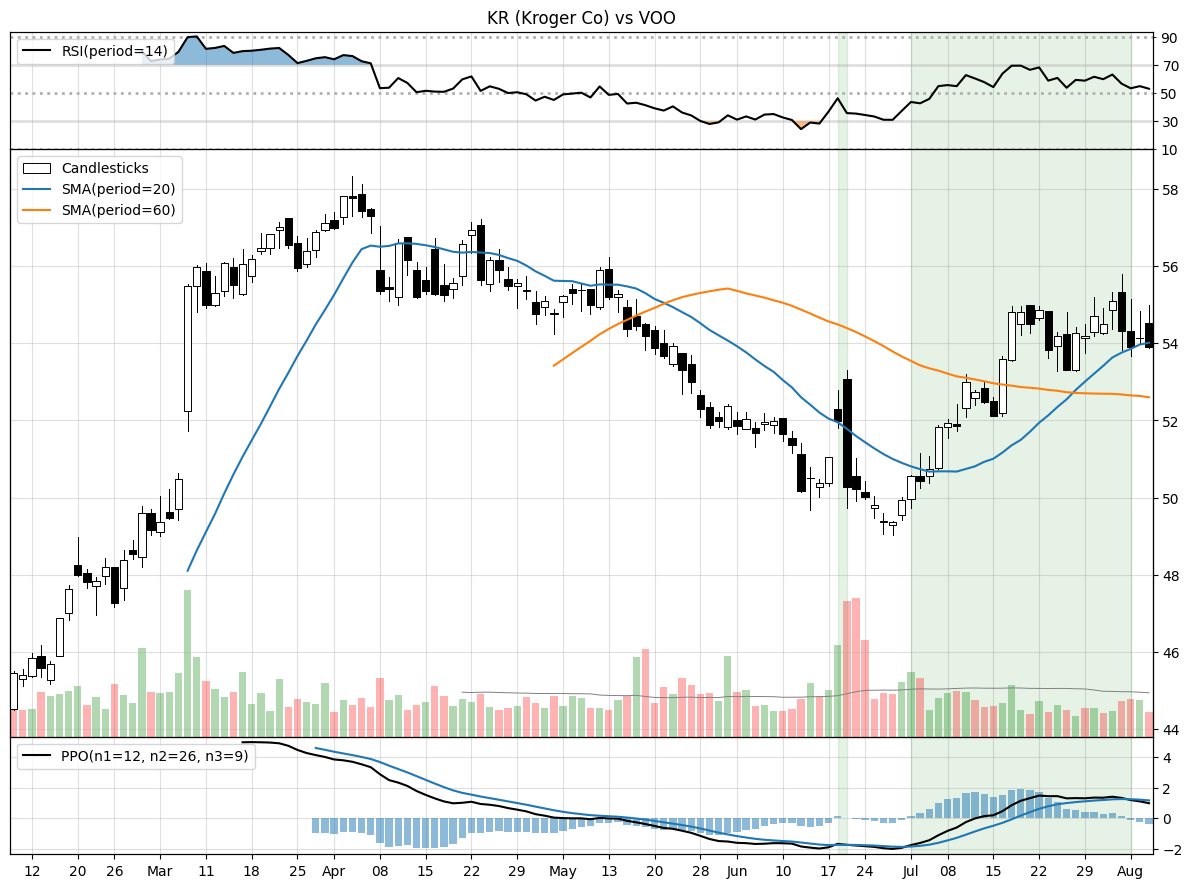 KR (Kroger Co) vs VOO
RSI(period=14)
90
70
50
30
10
Candlesticks
SMA(period=20)
SMA(period=60)
58
56
54
52
50
48
46
44
PPO(n1=12, n2=26, n3=9)
4
2
0
−2
12 20 26 Mar 11 18 25 Apr 08 15 22 29 May 13 20 28 Jun 10 17 24 Jul 08 15 22 29 Aug